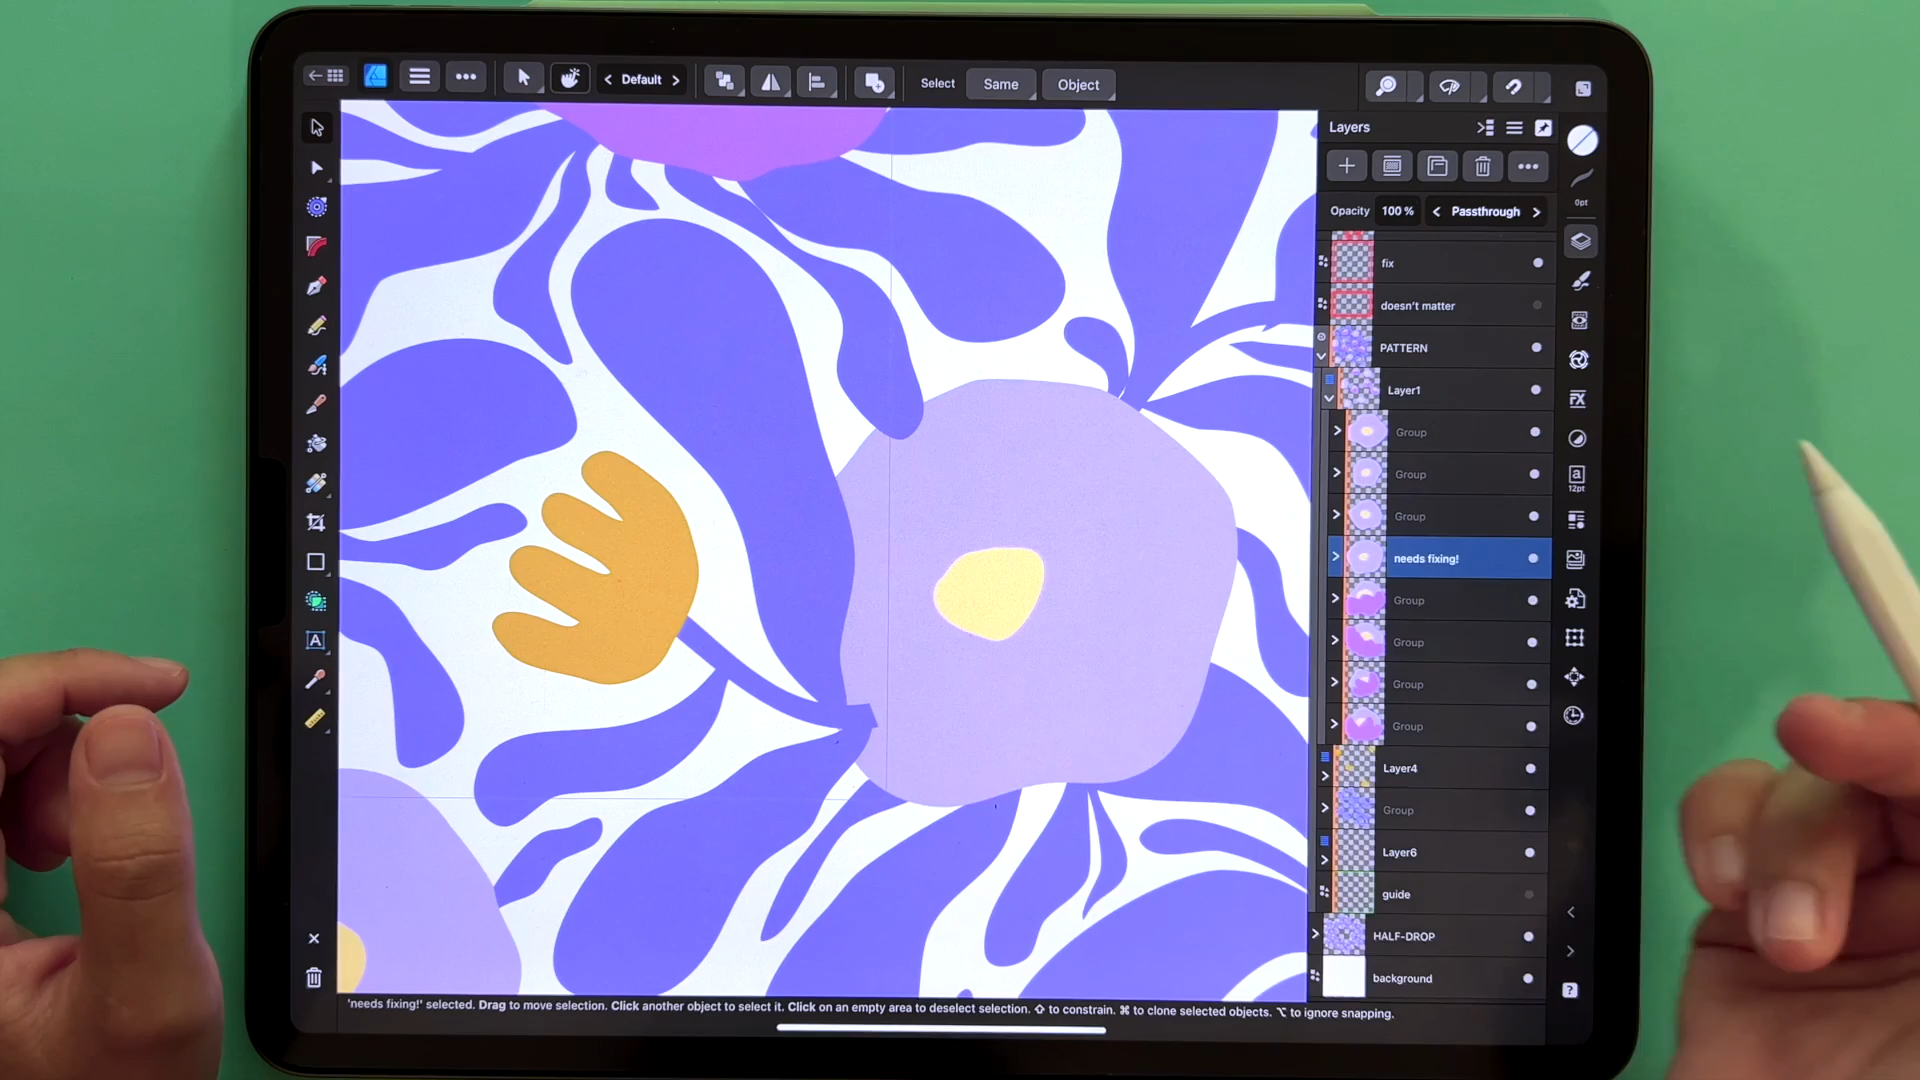 Default
Select
Same
Object
Layers
Opacity 100 % Passthrough
0pt
fix
doesn't matter
PATTERN
Layer1
Group
Group
Group
needs fixing!
Group
Group
Group
Group
Layer4
Group
Layer6
guide
HALF-DROP
background
FX
a
12pt
A
?
'needs fixing!' selected. Drag to move selection. Click another object to select it. Click on an empty area to deselect selection. ⇧ to constrain. ⌘ to clone selected objects. ⌥ to ignore snapping.